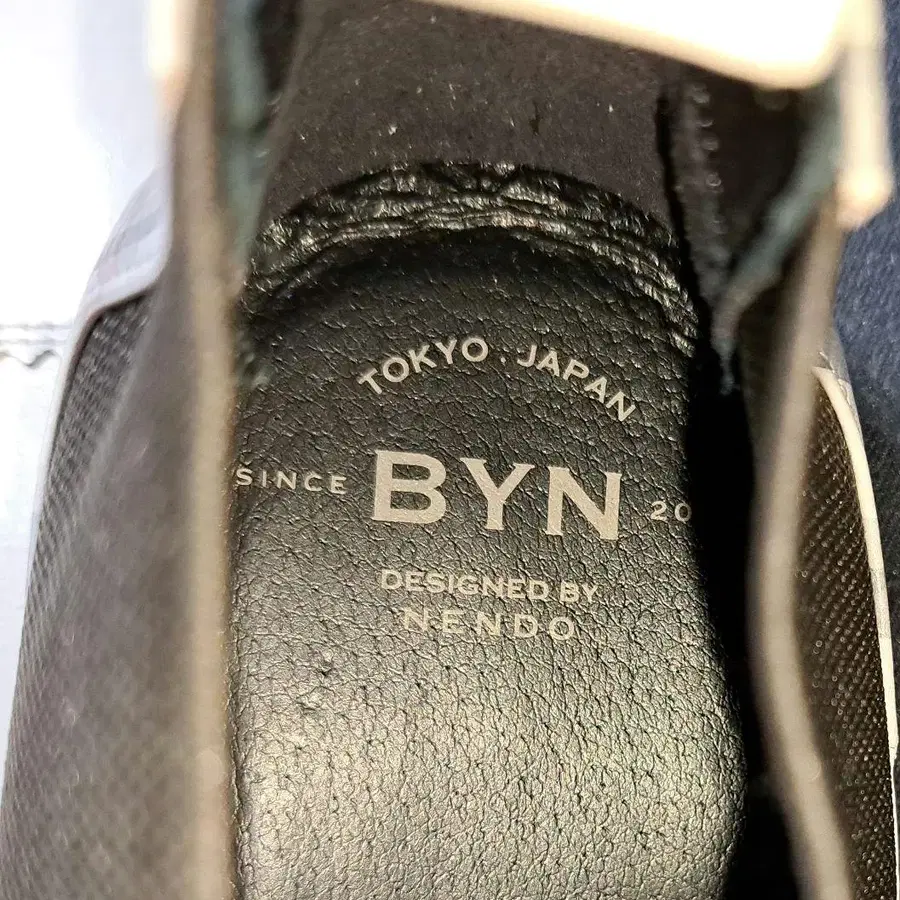 TOKYO . JAPAN
SINCE BYN 20
DESIGNED BY
NENDO